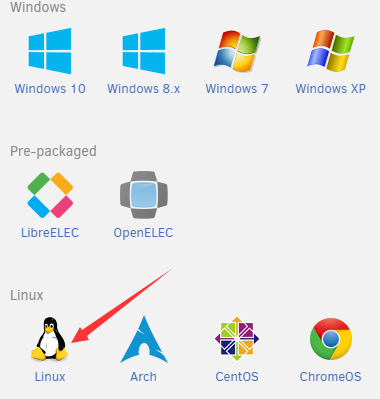 Windows
Windows 10 Windows 8.x Windows 7 Windows XP
Pre-packaged
LibreELEC OpenELEC
Linux
Linux Arch CentOS ChromeOS